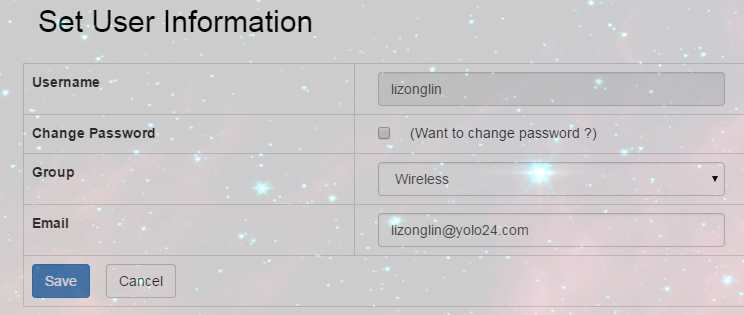 Set User Information
Username
lizonglin
Change Password
(Want to change password ?)
Group
Wireless
Email
lizonglin@yolo24.com
Save
Cancel